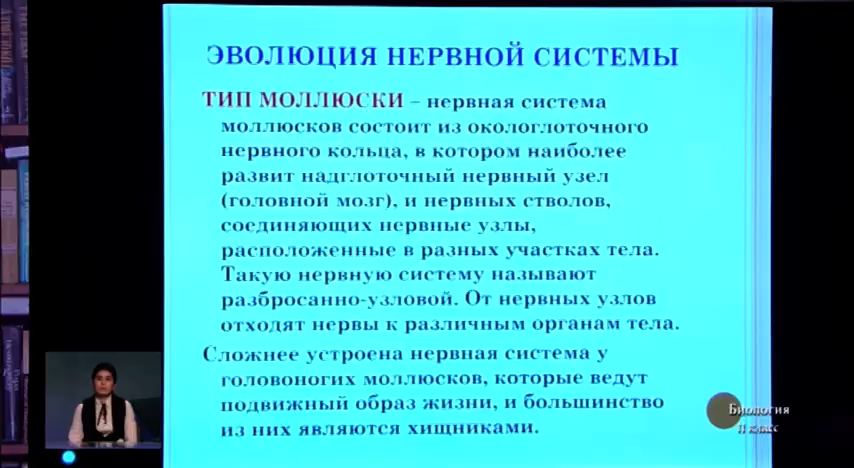 ЭВОЛЮЦИЯ НЕРВНОЙ СИСТЕМЫ
ТИП МОЛЛЮСКИ – нервная система
моллюсков состоит из окологлоточного
нервного кольца, в котором наиболее
развит надглоточный нервный узел
(головной мозг), и нервных стволов,
соединяющих нервные узлы,
расположенные в разных участках тела.
Такую нервную систему называют
разбросанно-узловой. От нервных узлов
отходят нервы к различным органам тела.
Сложнее устроена нервная система у
головоногих моллюсков, которые ведут
подвижный образ жизни, и большинство
из них являются хищниками.
Биология
11 класс